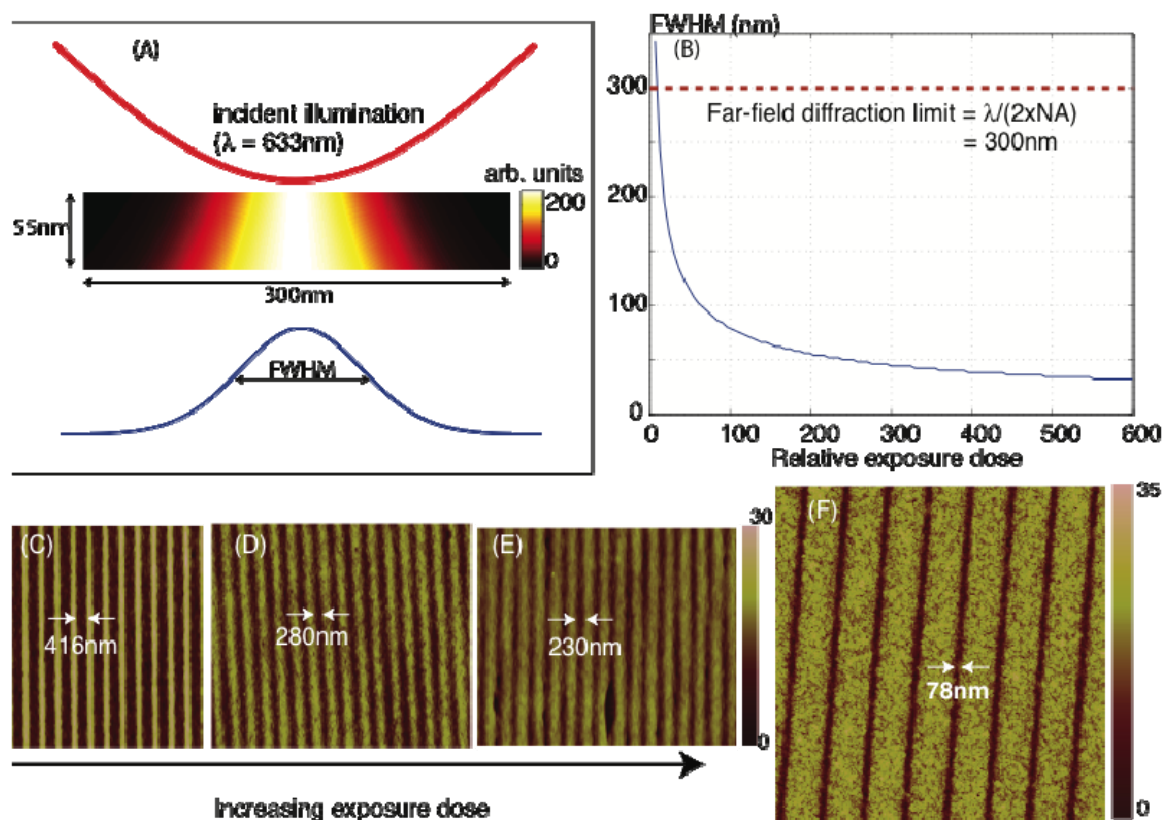 (A)
incident illumination
(λ = 633nm)
arb. units
200
0
55nm
300nm
FWHM
FWHM (nm)
(B)
300
200
100
0
Far-field diffraction limit = λ/(2xNA)
= 300nm
0 100 200 300 400 500 600
Relative exposure dose
(C)
416nm
(D)
280nm
(E)
230nm
30
0
Increasing exposure dose
(F)
78nm
35
0